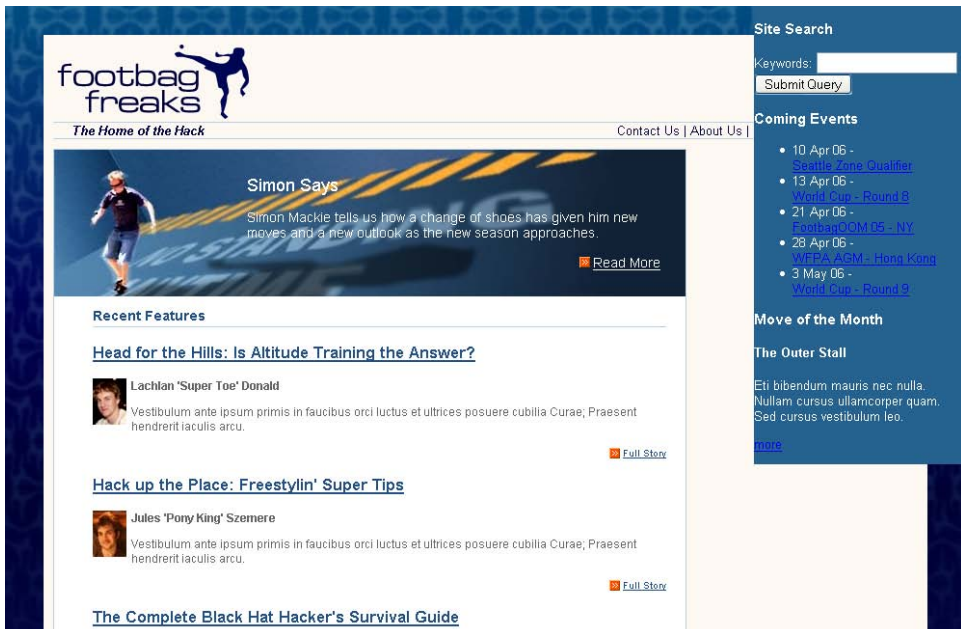 footbag
freaks
The Home of the Hack
Contact Us | About Us |
Simon Says
Simon Mackie tells us how a change of shoes has given him new
moves and a new outlook as the new season approaches.
Read More
Recent Features
Head for the Hills: Is Altitude Training the Answer?
Lachlan 'Super Toe' Donald
Vestibulum ante ipsum primis in faucibus orci luctus et ultrices posuere cubilia Curae; Praesent
hendrerit iaculis arcu.
Full Story
Hack up the Place: Freestylin' Super Tips
Jules 'Pony King' Szemere
Vestibulum ante ipsum primis in faucibus orci luctus et ultrices posuere cubilia Curae; Praesent
hendrerit iaculis arcu.
Full Story
The Complete Black Hat Hacker's Survival Guide
Site Search
Keywords:
Submit Query
Coming Events
• 10 Apr 06 -
Seattle Zone Qualifier
• 13 Apr 06 -
World Cup - Round 8
• 21 Apr 06 -
FootbagOOM 05 - NY
• 28 Apr 06 -
WFPA AGM - Hong Kong
• 3 May 06 -
World Cup - Round 9
Move of the Month
The Outer Stall
Eti bibendum mauris nec nulla.
Nullam cursus ullamcorper quam.
Sed cursus vestibulum leo.
more